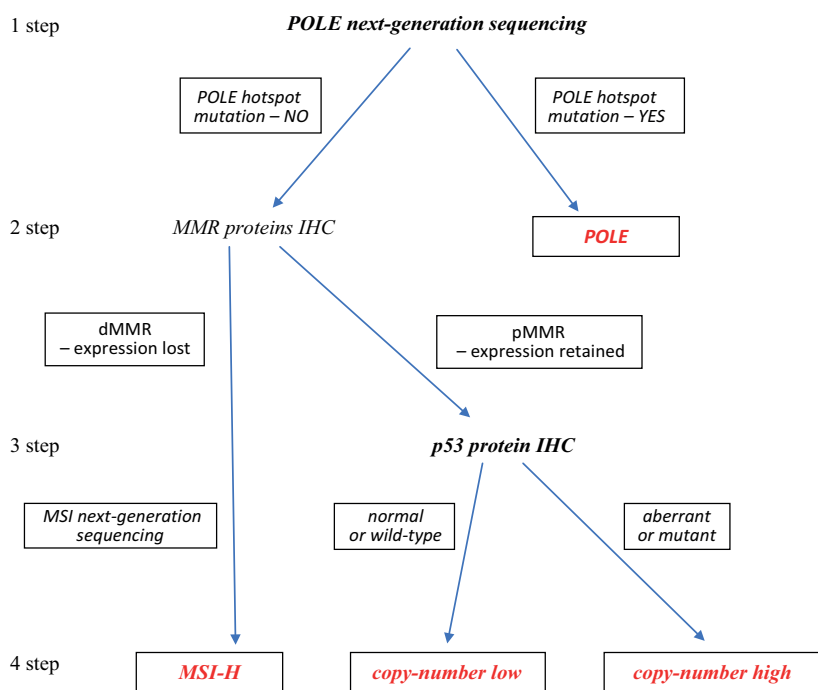 1 step
POLE next-generation sequencing
POLE hotspot
mutation – NO
POLE hotspot
mutation – YES
2 step
MMR proteins IHC
POLE
dMMR
– expression lost
pMMR
– expression retained
3 step
p53 protein IHC
MSI next-generation
sequencing
normal
or wild-type
aberrant
or mutant
4 step
MSI-H
copy-number low
copy-number high